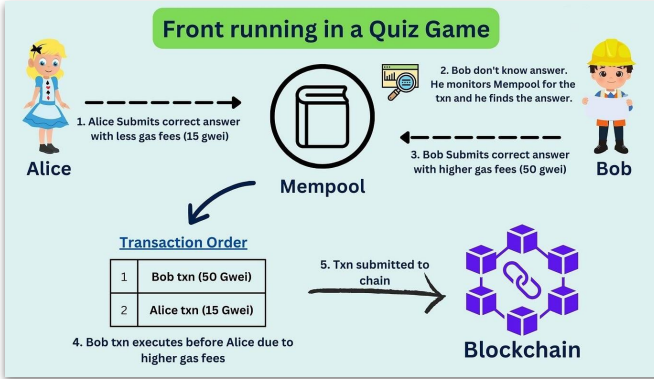 Front running in a Quiz Game
1. Alice Submits correct answer
with less gas fees (15 gwei)
Alice
Mempool
2. Bob don't know answer.
He monitors Mempool for the
txn and he finds the answer.
3. Bob Submits correct answer
with higher gas fees (50 gwei)
Bob
Transaction Order
1 Bob txn (50 Gwei)
2 Alice txn (15 Gwei)
4. Bob txn executes before Alice due to
higher gas fees
5. Txn submitted to
chain
Blockchain